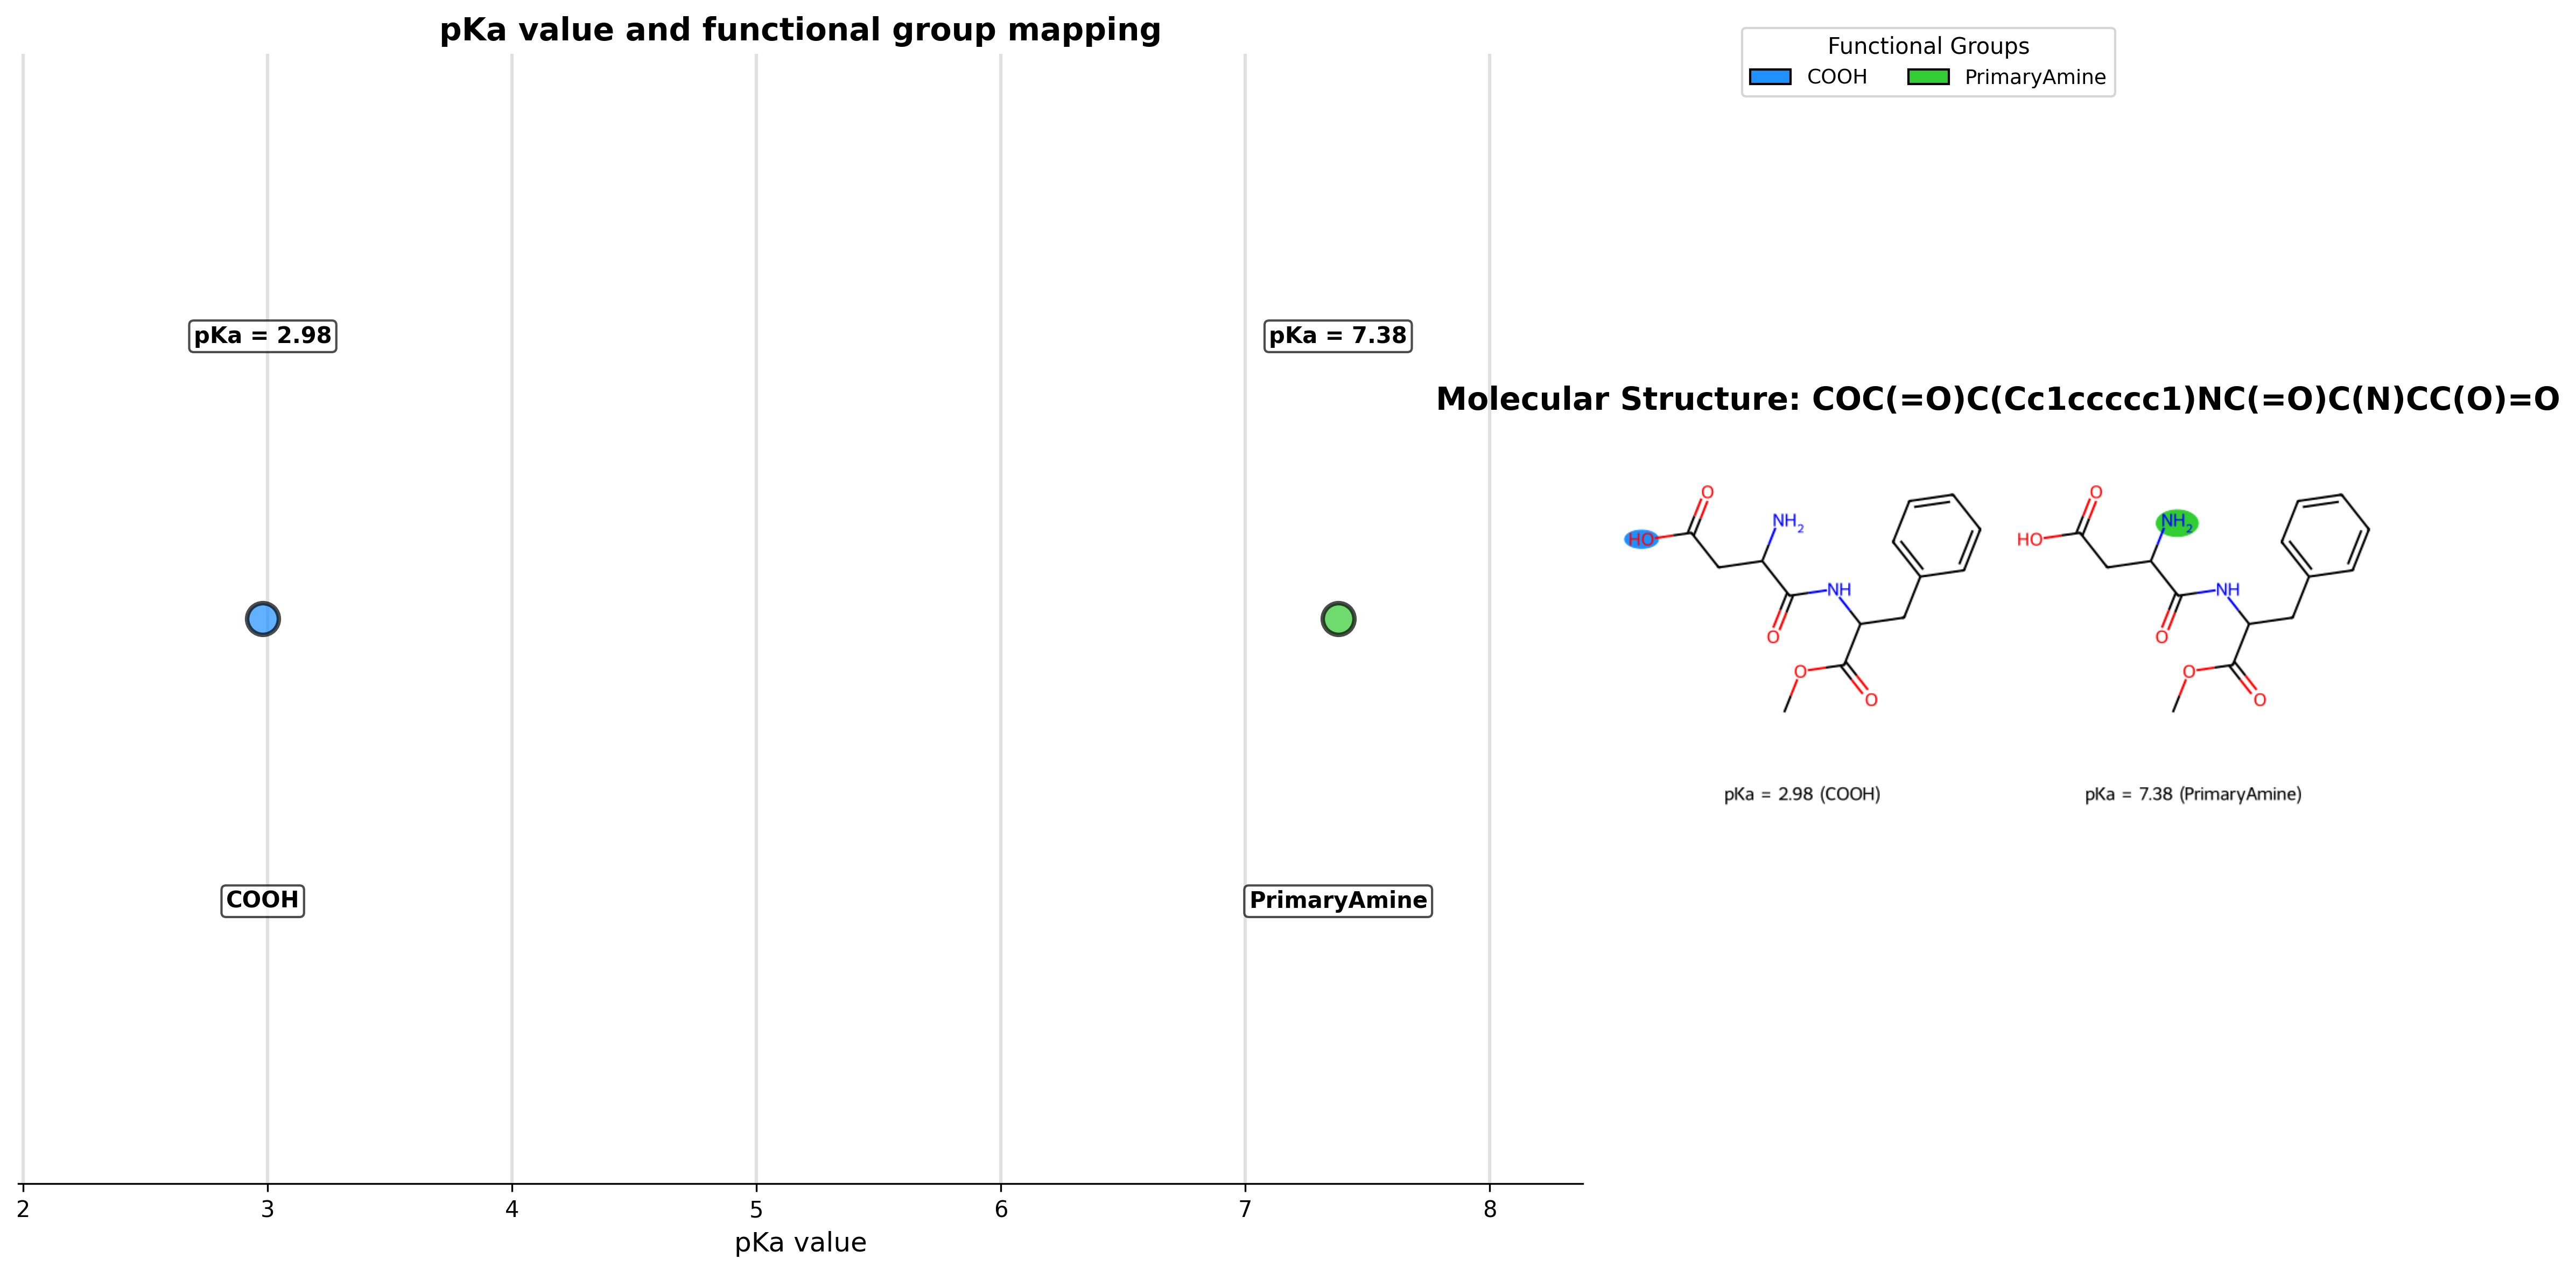 pKa value and functional group mapping
Functional Groups
COOH PrimaryAmine
pKa = 2.98 pKa = 7.38
COOH PrimaryAmine
2 3 4 5 6 7 8
pKa value
Molecular Structure: COC(=O)C(Cc1ccccc1)NC(=O)C(N)CC(O)=O
O
HO
NH2
NH
O
O
O
pKa = 2.98 (COOH)
O
HO
NH2
NH
O
O
O
pKa = 7.38 (PrimaryAmine)